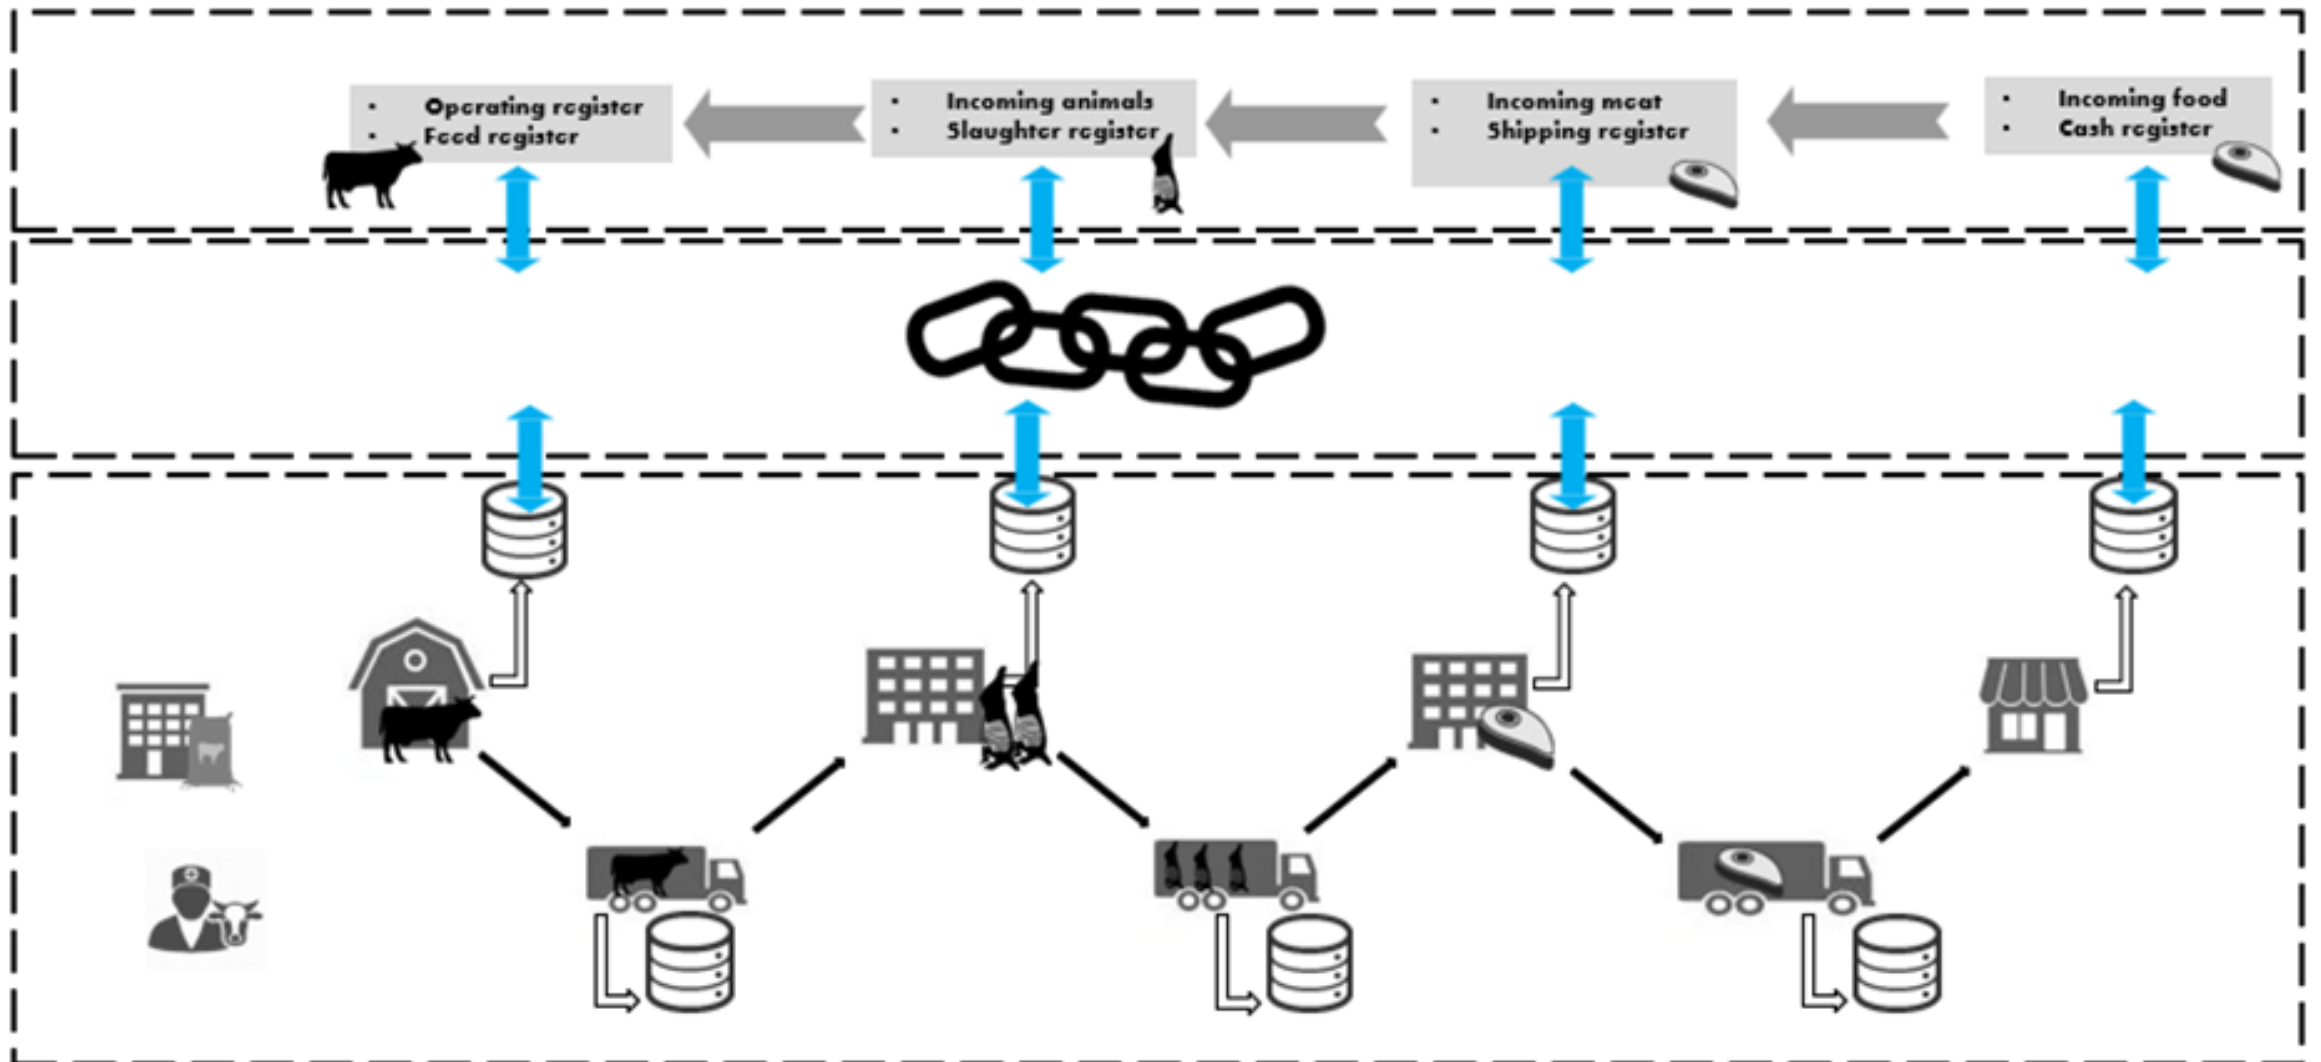 ▪ Operating register
▪ Feed register
▪ Incoming animals
▪ Slaughter register
▪ Incoming meat
▪ Shipping register
▪ Incoming food
▪ Cash register